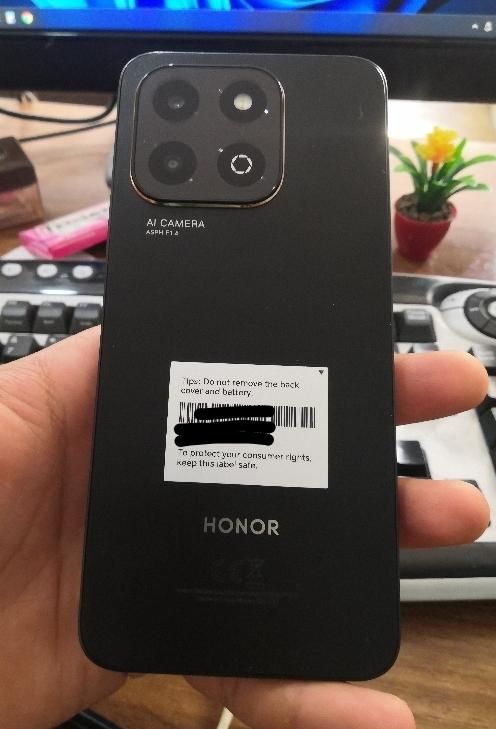 AI CAMERA
ASPH F1.8
Tips: Do not remove the back
cover and battery.
To protect your consumer rights,
keep this label safe.
HONOR